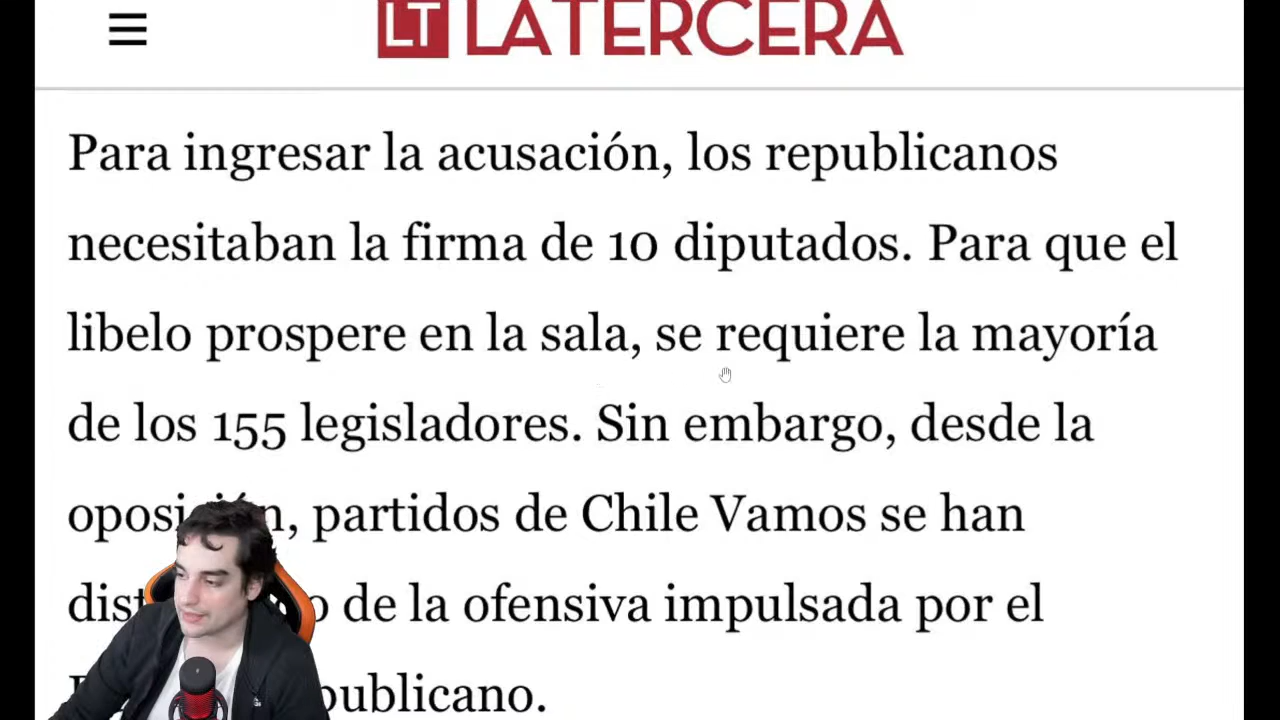 LT LATERCERA
Para ingresar la acusación, los republicanos
necesitaban la firma de 10 diputados. Para que el
libelo prospere en la sala, se requiere la mayoría
de los 155 legisladores. Sin embargo, desde la
oposición, partidos de Chile Vamos se han
de la ofensiva impulsada por el